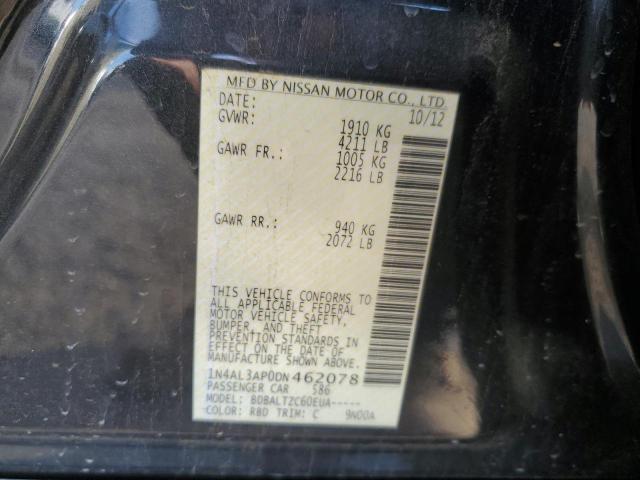 MFD BY NISSAN MOTOR CO., LTD.
DATE: 10/12
GVWR: 1910 KG
4211 LB
GAWR FR.: 1005 KG
2216 LB
GAWR RR.: 940 KG
2072 LB
THIS VEHICLE CONFORMS TO
ALL APPLICABLE FEDERAL
MOTOR VEHICLE SAFETY,
BUMPER, AND THEFT
PREVENTION STANDARDS IN
EFFECT ON THE DATE OF
MANUFACTURE SHOWN ABOVE.
1N4AL3AP0DN462078
PASSENGER CAR 586
MODEL: BDBALTZC60EUA-----
COLOR: RBD TRIM: C 9N00A